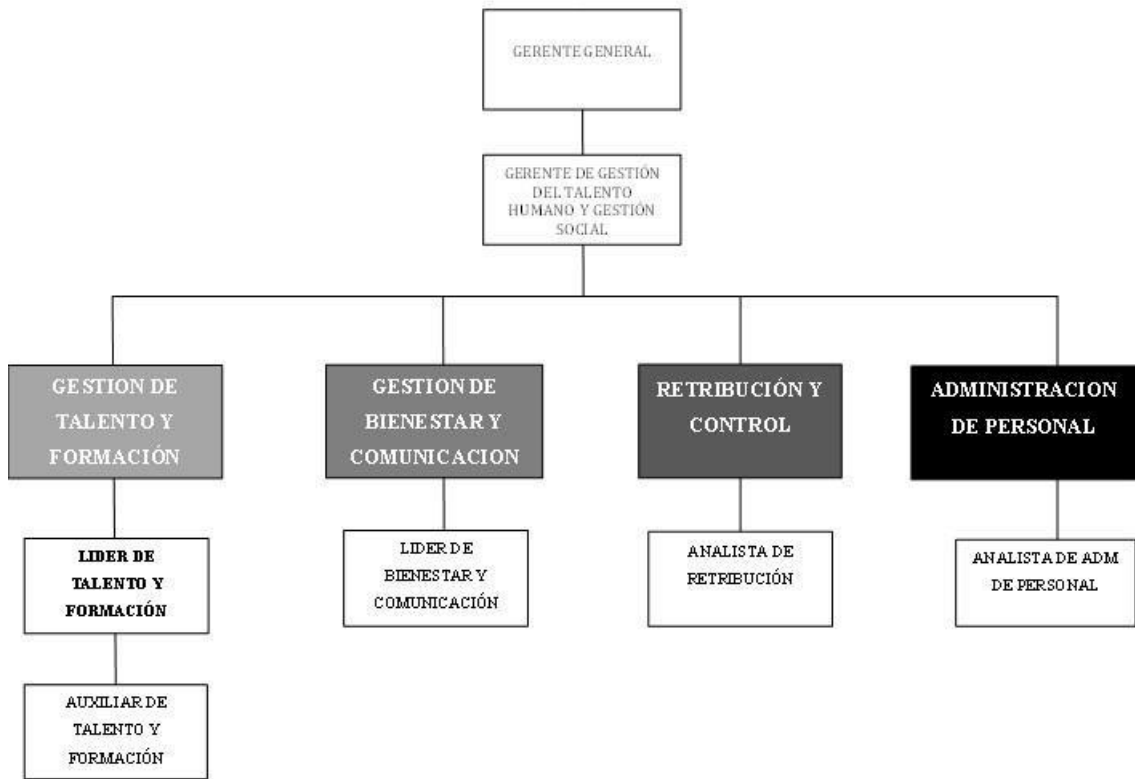 GERENTE GENERAL
GERENTE DE GESTIÓN
DEL TALENTO
HUMANO Y GESTIÓN
SOCIAL
GESTION DE
TALENTO Y
FORMACIÓN
GESTION DE
BIENESTAR Y
COMUNICACION
RETRIBUCIÓN Y
CONTROL
ADMINISTRACION
DE PERSONAL
LIDER DE
TALENTO Y
FORMACIÓN
LIDER DE
BIENESTAR Y
COMUNICACIÓN
ANALISTA DE
RETRIBUCIÓN
ANALISTA DE ADM
DE PERSONAL
AUXILIAR DE
TALENTO Y
FORMACIÓN